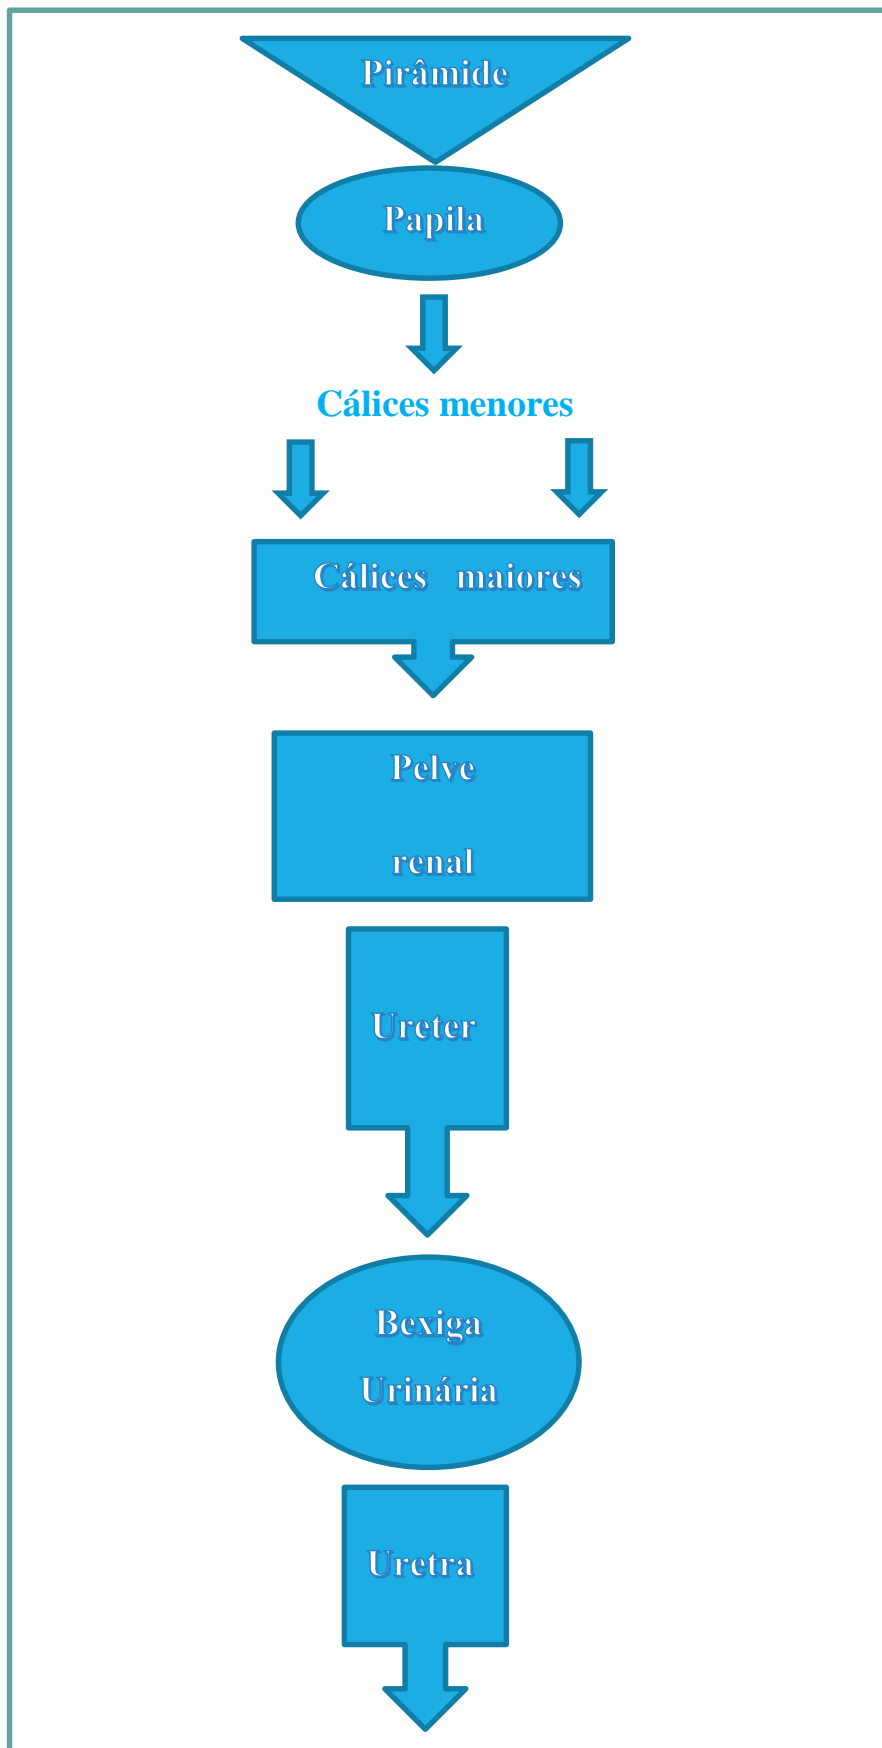 Pirâmide
Papila
Cálices menores
Cálices maiores
Pelve
renal
Ureter
Bexiga
Urinária
Uretra